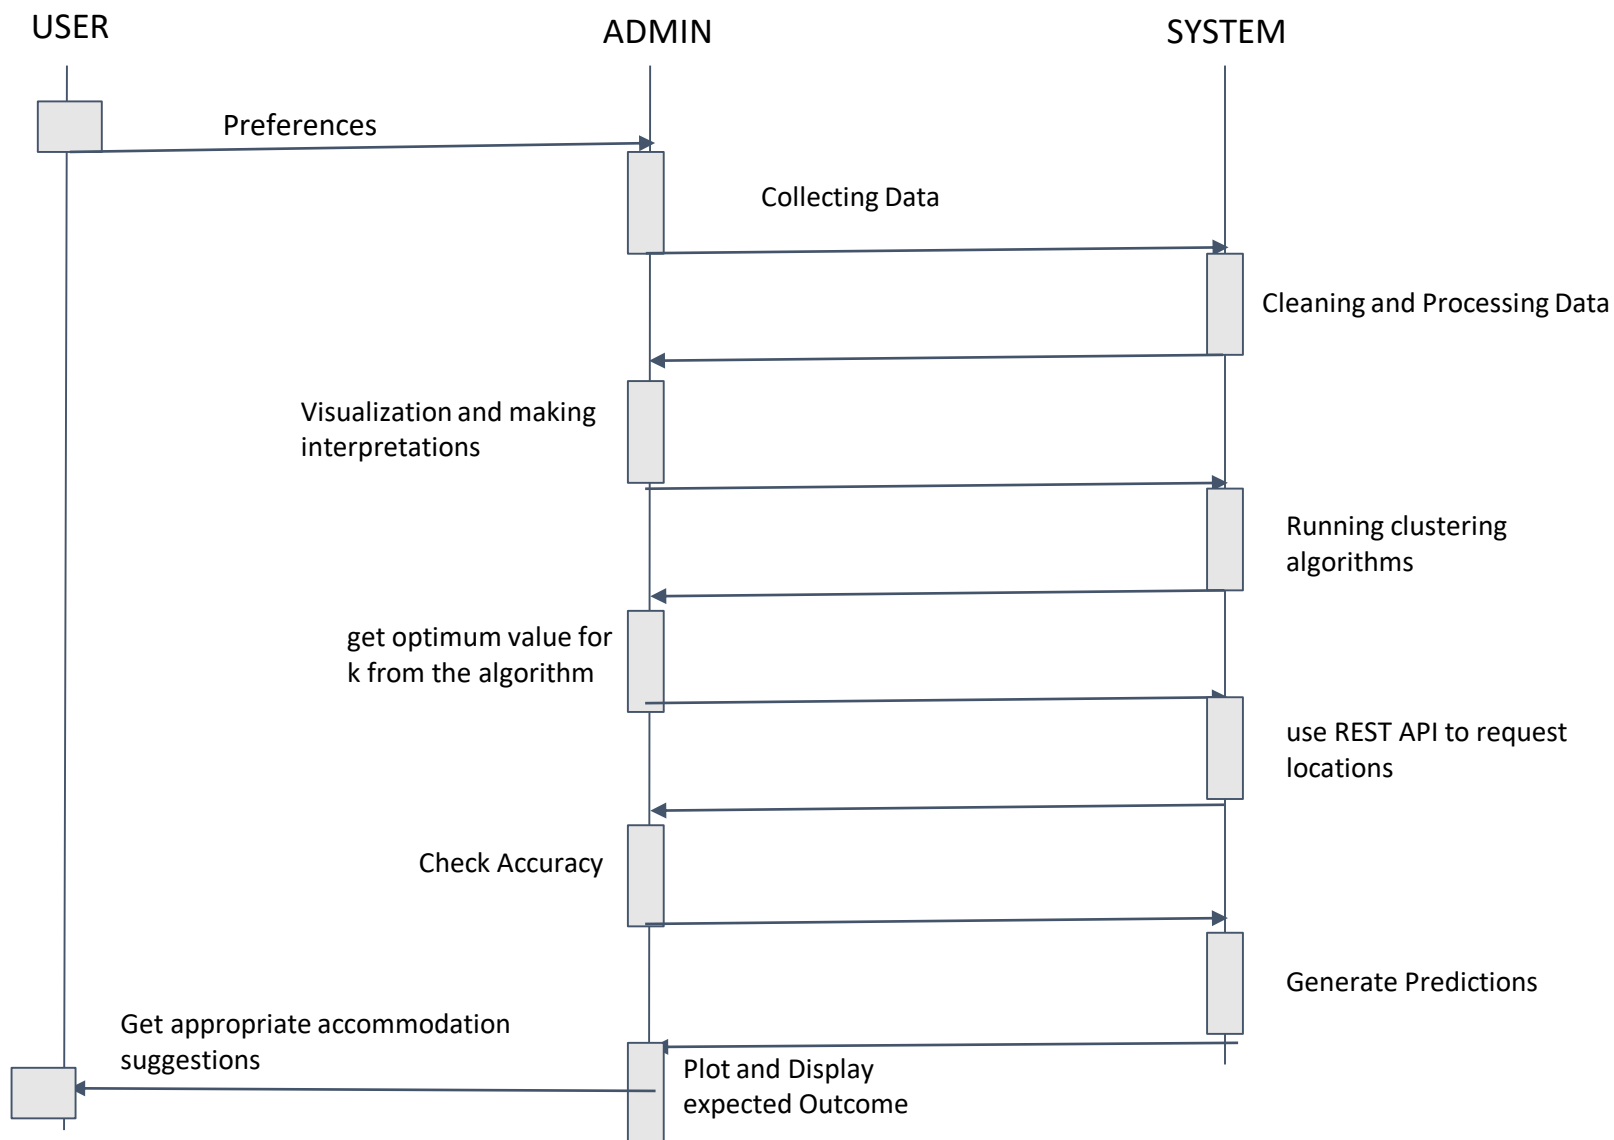 USER
ADMIN
SYSTEM
Preferences
Collecting Data
Cleaning and Processing Data
Visualization and making
interpretations
Running clustering
algorithms
get optimum value for
k from the algorithm
use REST API to request
locations
Check Accuracy
Generate Predictions
Get appropriate accommodation
suggestions
Plot and Display
expected Outcome